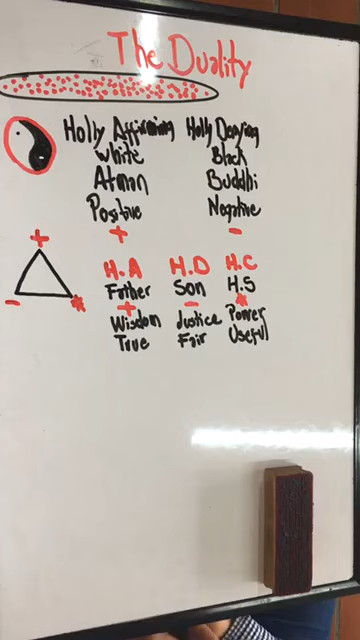 The Duality
Holly Affirming Holly Denying
White Black
Atman Buddhi
Positive Negative
+ -
+
- *
H.A H.D H.C
Father Son H.S
+ - *
Wisdom Justice Power
True Fair Useful